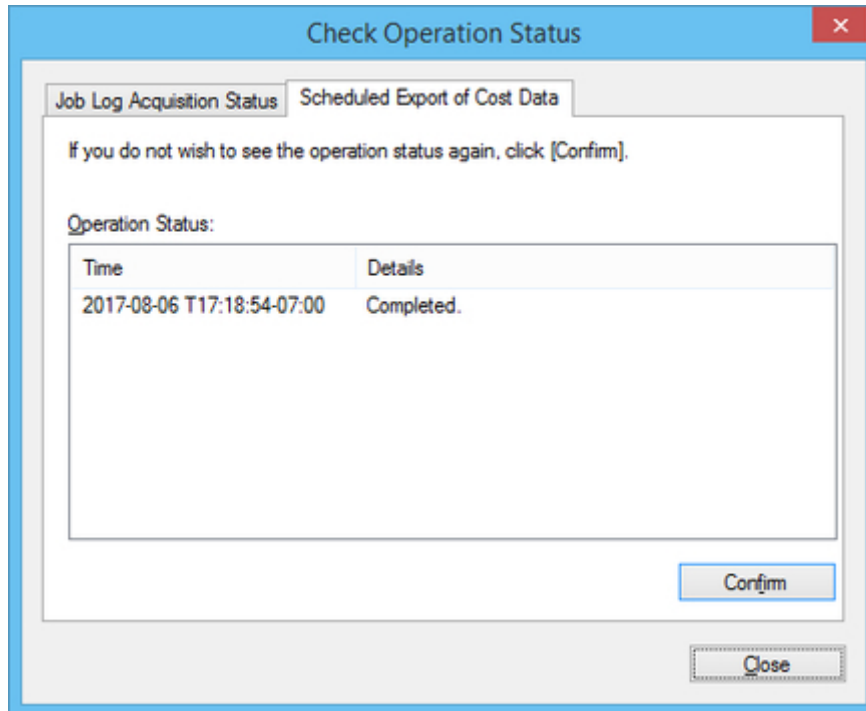 Check Operation Status
Job Log Acquisition Status
Scheduled Export of Cost Data
If you do not wish to see the operation status again, click [Confirm].
Operation Status:
Time Details
2017-08-06 T17:18:54-07:00 Completed.
Confirm
Close